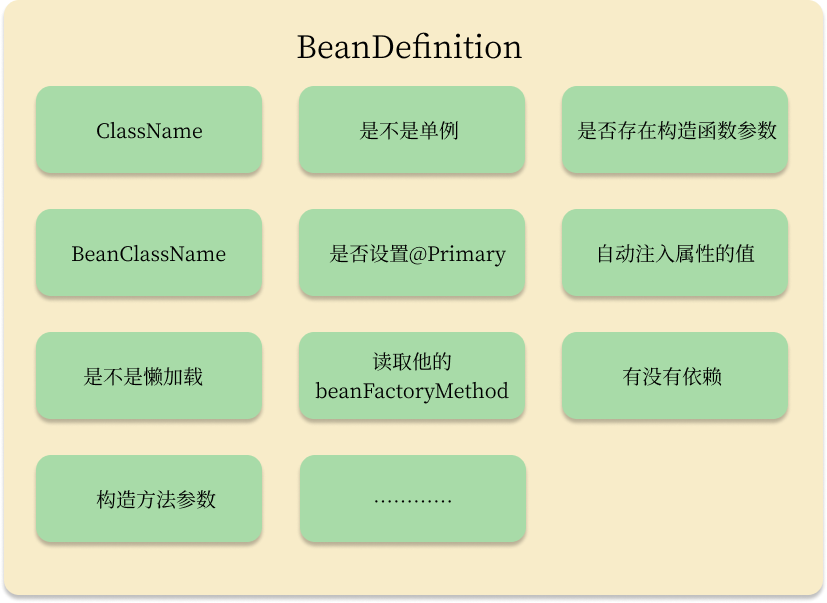 BeanDefinition
ClassName
是不是单例
是否存在构造函数参数
BeanClassName
是否设置@Primary
自动注入属性的值
是不是懒加载
读取他的
beanFactoryMethod
有没有依赖
构造方法参数
…………